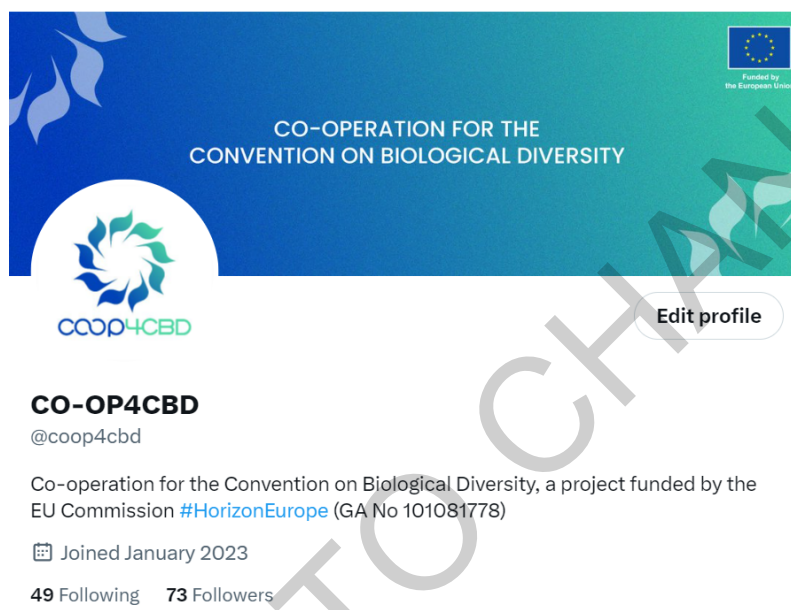 Funded by
the European Union
CO-OPERATION FOR THE
CONVENTION ON BIOLOGICAL DIVERSITY
COOP4CBD
Edit profile
CO-OP4CBD
@coop4cbd
Co-operation for the Convention on Biological Diversity, a project funded by the
EU Commission #HorizonEurope (GA No 101081778)
Joined January 2023
49 Following 73 Followers
TO CHAN